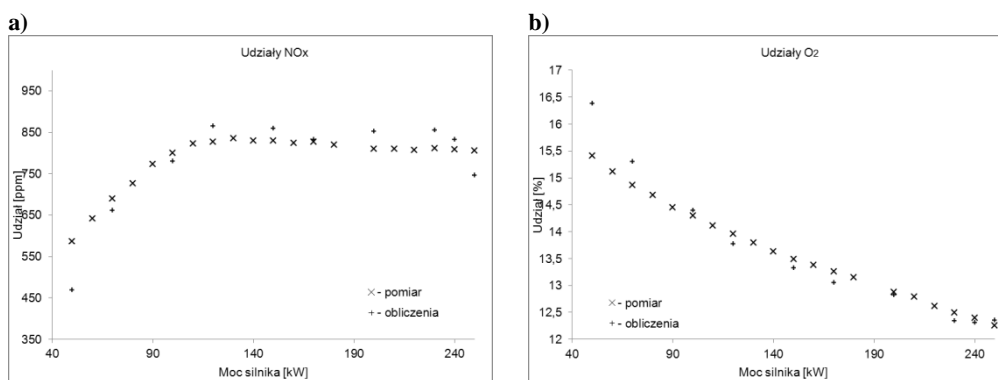 a)
Udziały NOx
Udział [ppm]
950
850
750
650
550
450
350
× - pomiar
+ - obliczenia
40 90 140 190 240
Moc silnika [kW]
b)
Udziały O2
Udział [%]
17
16,5
16
15,5
15
14,5
14
13,5
13
12,5
12
× - pomiar
+ - obliczenia
40 90 140 190 240
Moc silnika [kW]